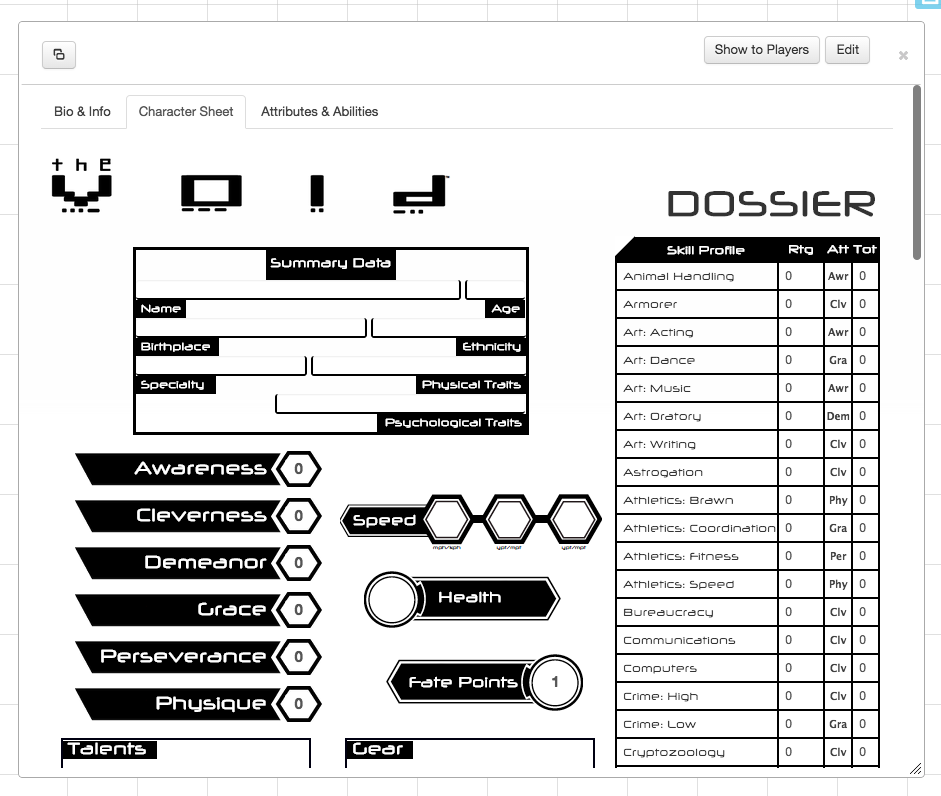 Show to Players Edit ×
Bio & Info Character Sheet Attributes & Abilities
the
VOID
DOSSIER
Summary Data
Name Age
Birthplace Ethnicity
Specialty Physical Traits
Psychological Traits
Awareness 0
Cleverness 0
Demeanor 0
Grace 0
Perseverance 0
Physique 0
Speed
mph/kph ypt/mpt ypt/mpt
Health
Fate Points 1
Talents
Gear
Skill Profile Rtg Att Tot
Animal Handling 0 Awr 0
Armorer 0 Clv 0
Art: Acting 0 Awr 0
Art: Dance 0 Gra 0
Art: Music 0 Awr 0
Art: Oratory 0 Dem 0
Art: Writing 0 Clv 0
Astrogation 0 Clv 0
Athletics: Brawn 0 Phy 0
Athletics: Coordination 0 Gra 0
Athletics: Fitness 0 Per 0
Athletics: Speed 0 Phy 0
Bureaucracy 0 Clv 0
Communications 0 Clv 0
Computers 0 Clv 0
Crime: High 0 Clv 0
Crime: Low 0 Gra 0
Cryptozoology 0 Clv 0